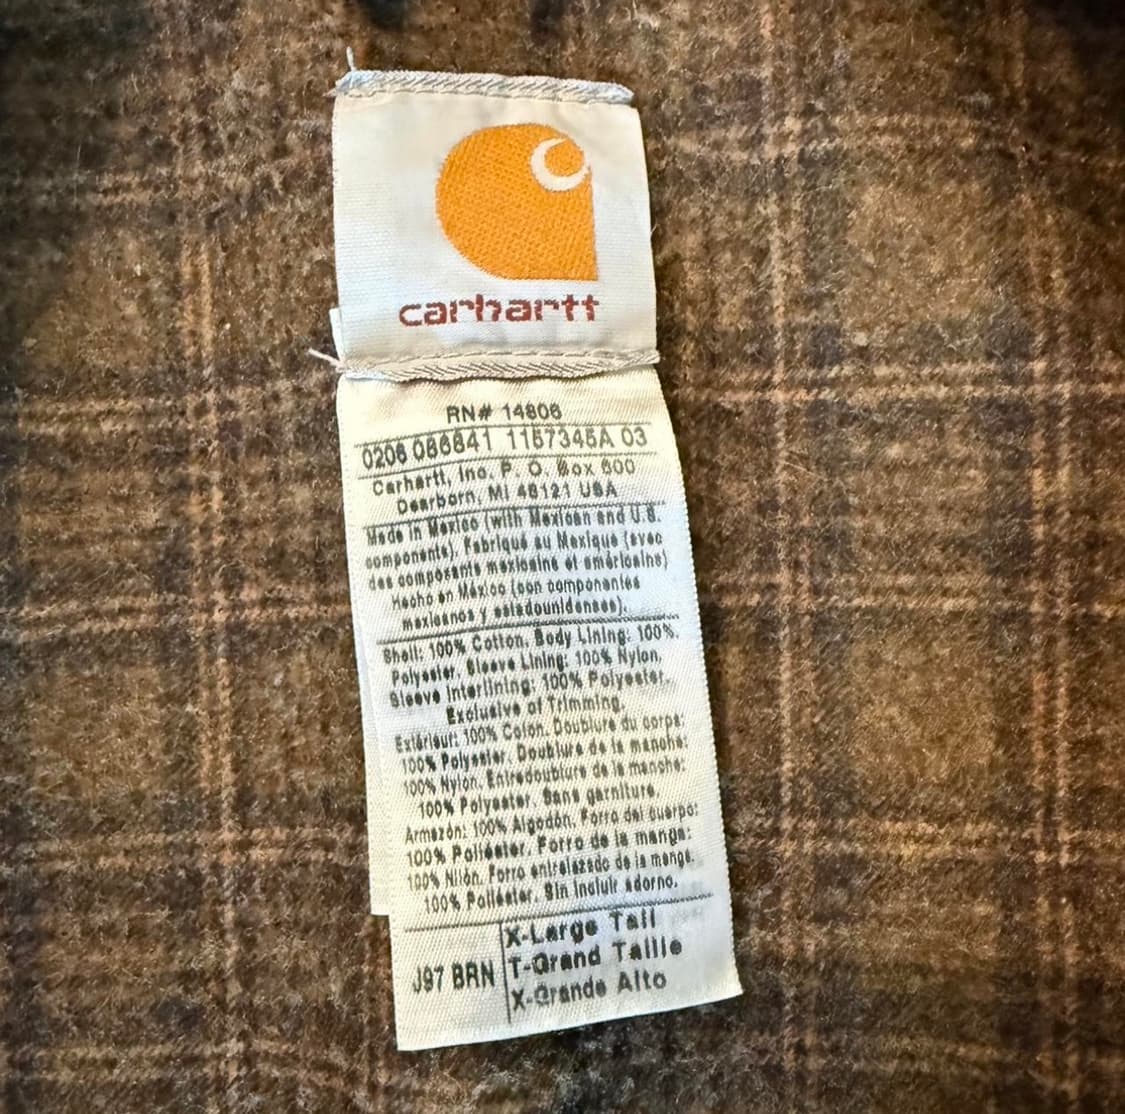 carhartt
RN# 14806
0206 086841 1157345A 03
Carhartt, Inc. P. O. Box 600
Dearborn, MI 48121 USA
Made in Mexico (with Mexican and U.S.
components). Fabriqué au Mexique (avec
des composants mexicains et américains)
Hecho en México (con componentes
mexicanos y estadounidenses).
Shell: 100% Cotton. Body Lining: 100%.
Polyester. Sleeve Lining: 100% Nylon.
Sleeve Interlining: 100% Polyester.
Exclusive of Trimming.
Extérieur: 100% Coton. Doublure du corps:
100% Polyester. Doublure de la manche:
100% Nylon. Entredoublure de la manche:
100% Polyester. Sans garniture.
Armazón: 100% Algodón. Forro del cuerpo:
100% Poliéster. Forro de la manga:
100% Nilón. Forro entrelazado de la manga.
100% Poliéster. Sin incluir adorno.
J97 BRN
X-Large Tall
T-Grand Taille
X-Grande Alto